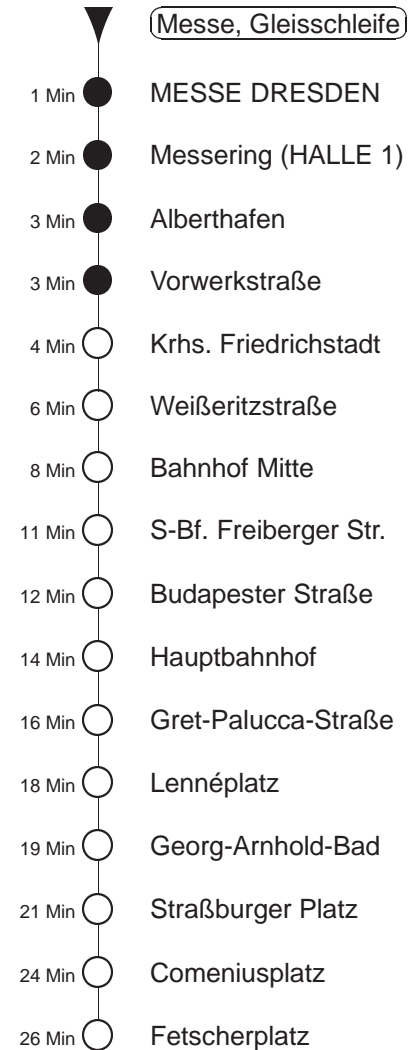 Messe, Gleisschleife
1 Min MESSE DRESDEN
2 Min Messering (HALLE 1)
3 Min Alberthafen
3 Min Vorwerkstraße
4 Min Krhs. Friedrichstadt
6 Min Weißeritzstraße
8 Min Bahnhof Mitte
11 Min S-Bf. Freiberger Str.
12 Min Budapester Straße
14 Min Hauptbahnhof
16 Min Gret-Palucca-Straße
18 Min Lennéplatz
19 Min Georg-Arnhold-Bad
21 Min Straßburger Platz
24 Min Comeniusplatz
26 Min Fetscherplatz